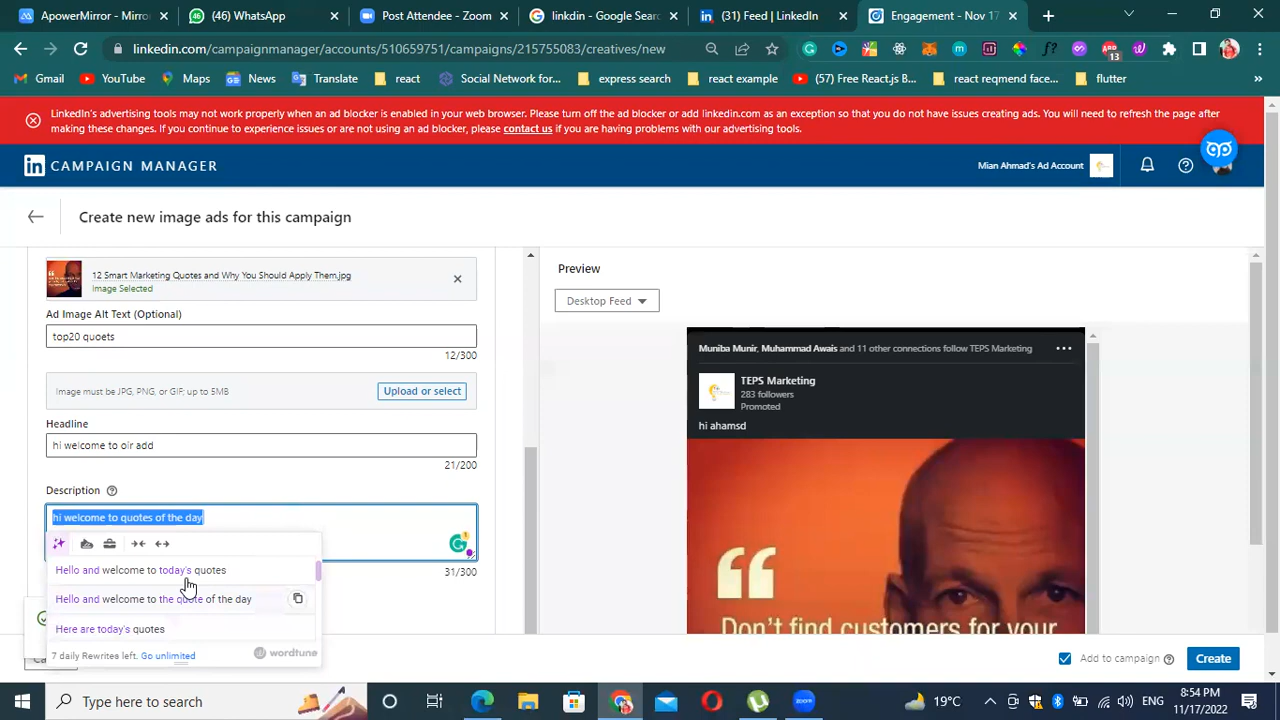 ApowerMirror - Mirror
(46) WhatsApp
Post Attendee - Zoom
linkdin - Google Sear
(31) Feed | LinkedIn
Engagement - Nov 17
linkedin.com/campaignmanager/accounts/510659751/campaigns/215755083/creatives/new
13
Gmail
YouTube
Maps
News
Translate
react
Social Network for...
express search
react example
(57) Free React.js B...
react reqmend face...
flutter
LinkedIn's advertising tools may not work properly when an ad blocker is enabled in your web browser. Please turn off the ad blocker or add linkedin.com as an exception so that you do not have issues creating ads. You will need to refresh the page after
making these changes. If you continue to experience issues or are not using an ad blocker, please contact us if you are having problems with our advertising tools.
in CAMPAIGN MANAGER
Mian Ahmad's Ad Account
Create new image ads for this campaign
12 Smart Marketing Quotes and Why You Should Apply Them.jpg
Image Selected
Ad Image Alt Text (Optional)
top20 quoets
12/300
Image must be JPG, PNG, or GIF; up to 5MB
Upload or select
Headline
hi welcome to oir add
21/200
Description
hi welcome to quotes of the day
31/300
Hello and welcome to today's quotes
Hello and welcome to the quote of the day
Here are today's quotes
7 daily Rewrites left. Go unlimited
wordtune
Preview
Desktop Feed
Muniba Munir, Muhammad Awais and 11 other connections follow TEPS Marketing
TEPS Marketing
283 followers
Promoted
hi ahamsd
Don't find customers for your
Add to campaign
Create
Type here to search
19°C
ENG
8:54 PM
11/17/2022